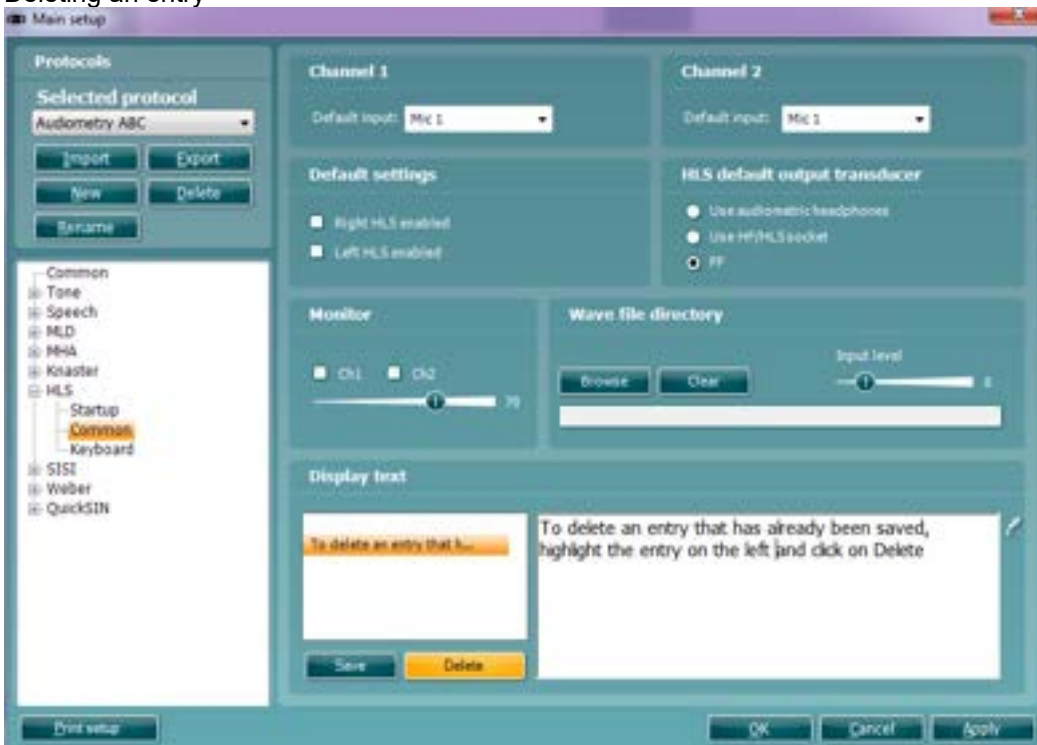 Deleting an entry
Main setup
Protocols
Selected protocol
Audiometry ABC
Import Export
New Delete
Rename
Common
Tone
Speech
MLD
MHA
Knaster
HLS
Startup
Common
Keyboard
SISI
Weber
QuickSIN
Channel 1
Default input: Mic 1
Channel 2
Default input: Mic 1
Default settings
Right HLS enabled
Left HLS enabled
HLS default output transducer
Use audiometric headphones
Use HF/HLS socket
FF
Monitor
Ch1 Ch2
Wave file directory
Input level
Browse Clear
Display text
To delete an entry that h...
To delete an entry that has already been saved,
highlight the entry on the left and click on Delete
Save Delete
Print setup
OK Cancel Apply